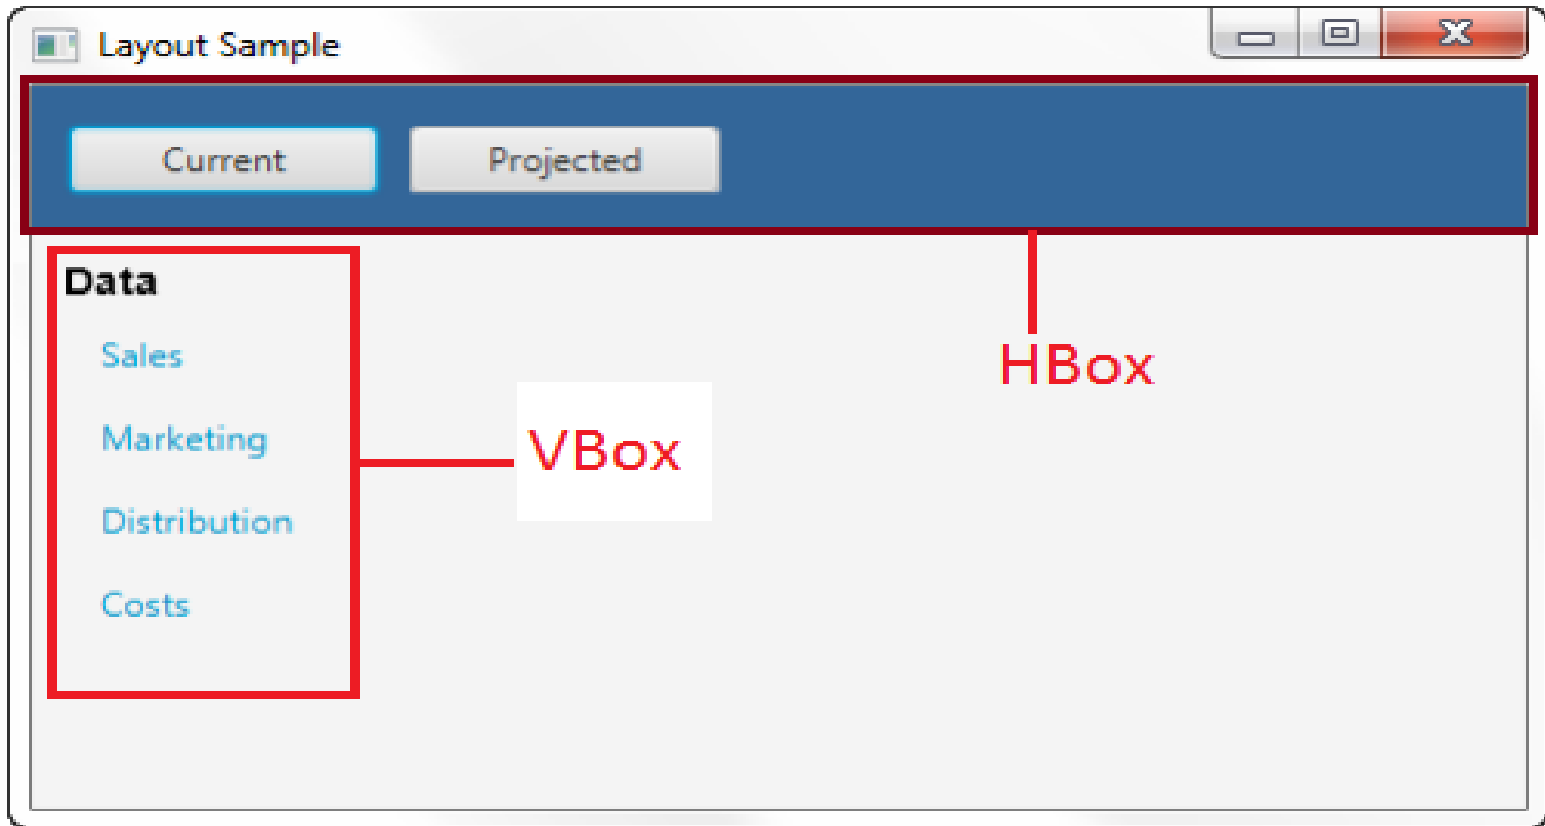 Layout Sample
Current Projected
Data
Sales
HBox
Marketing
VBox
Distribution
Costs